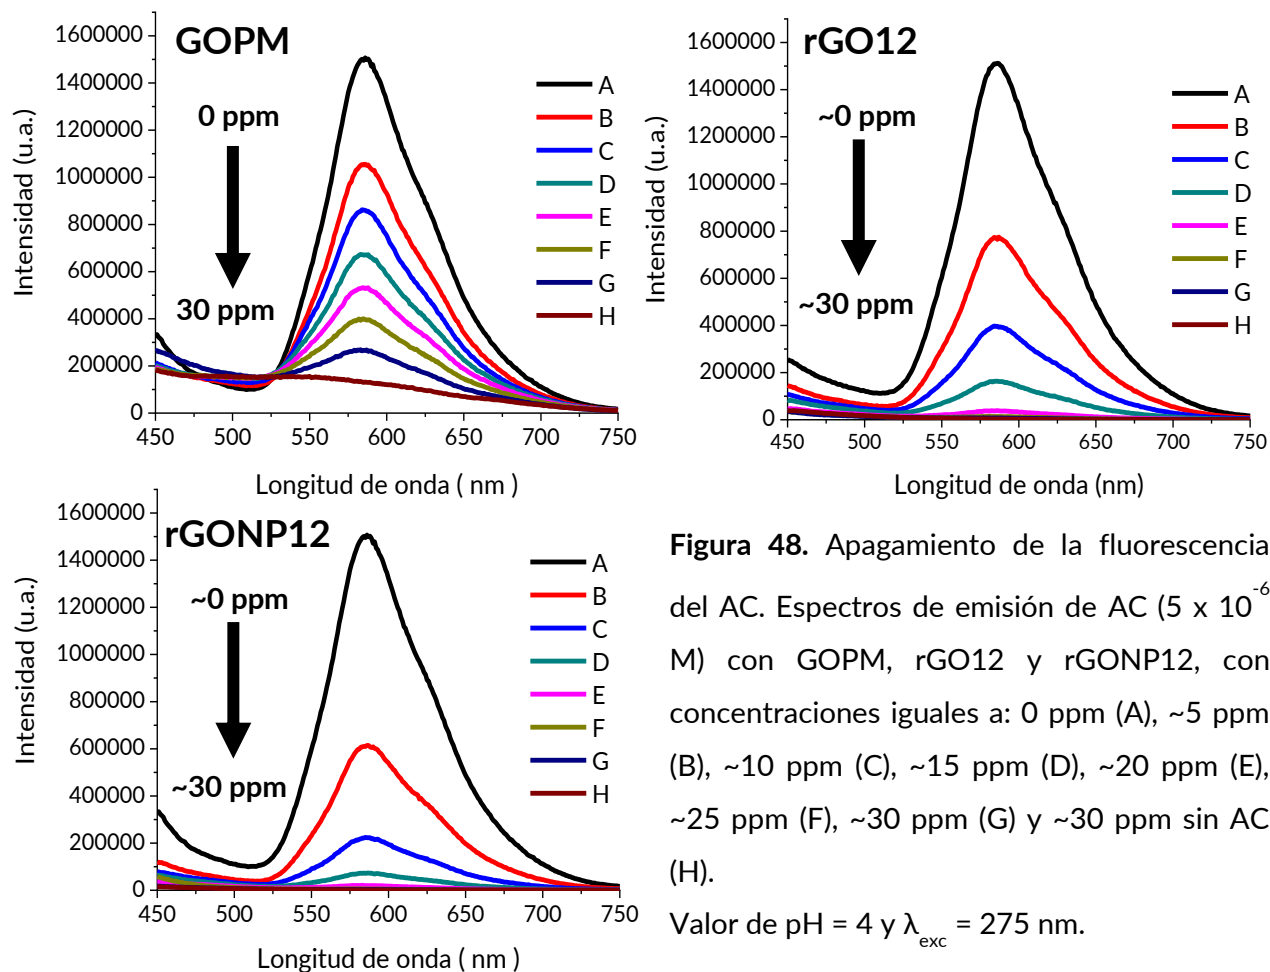 GOPM
1600000
1400000
1200000
1000000
800000
600000
400000
200000
0
450 500 550 600 650 700 750
Intensidad (u.a.)
Longitud de onda ( nm )
0 ppm
30 ppm
A
B
C
D
E
F
G
H
rGO12
1600000
1400000
1200000
1000000
800000
600000
400000
200000
0
450 500 550 600 650 700 750
Intensidad (u.a.)
Longitud de onda (nm)
~0 ppm
~30 ppm
A
B
C
D
E
F
G
H
rGONP12
1600000
1400000
1200000
1000000
800000
600000
400000
200000
0
450 500 550 600 650 700 750
Intensidad (u.a.)
Longitud de onda ( nm )
~0 ppm
~30 ppm
A
B
C
D
E
F
G
H
Figura 48. Apagamiento de la fluorescencia
del AC. Espectros de emisión de AC (5 x 10-6
M) con GOPM, rGO12 y rGONP12, con
concentraciones iguales a: 0 ppm (A), ~5 ppm
(B), ~10 ppm (C), ~15 ppm (D), ~20 ppm (E),
~25 ppm (F), ~30 ppm (G) y ~30 ppm sin AC
(H).
Valor de pH = 4 y λexc = 275 nm.